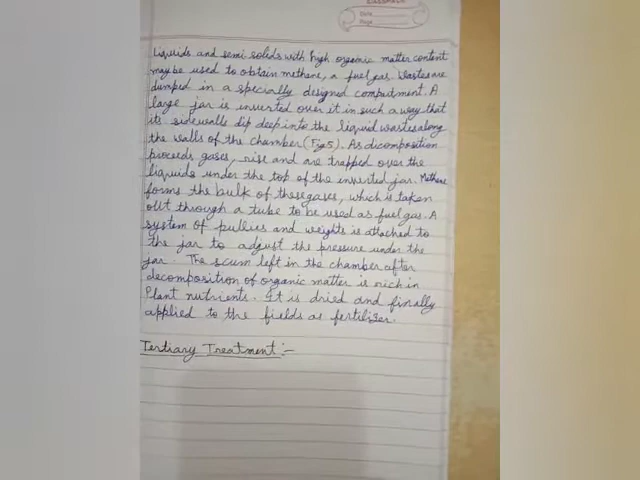 CLASSMATE
Date
Page
Liquids and semi solids with high organic matter content
may be used to obtain methane, a fuel gas. Wastes are
dumped in a specially designed compartment. A
large jar is inverted over it in such a way that
its sidewalls dip deep into the liquid wastes along
the walls of the chamber (Fig 5). As dicomposition
proceeds gases, rise and are trapped over the
liquids under the top of the inverted jar. Methane
forms the bulk of these gases, which is taken
out through a tube to be used as fuel gas. A
system of pullies and weights is attached to
the jar to adjust the pressure under the
jar. The scum left in the chamber after
decomposition of organic matter is rich in
Plant nutrients. It is dried and finally
applied to the fields as fertilizer.
Tertiary Treatment :-